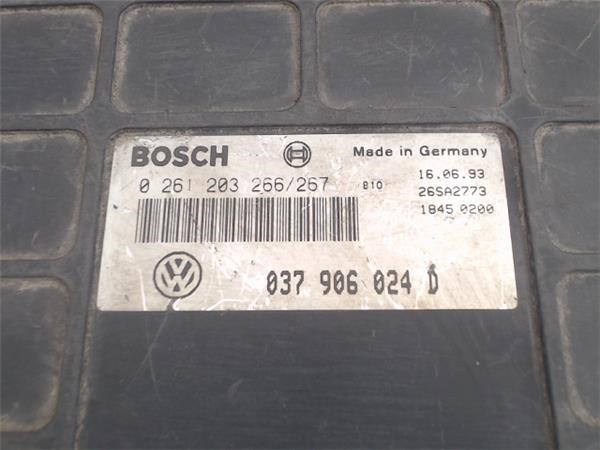 BOSCH
Made in Germany
0 261 203 266/267
810
16.06.93
26SA2773
1845 0200
037 906 024 D